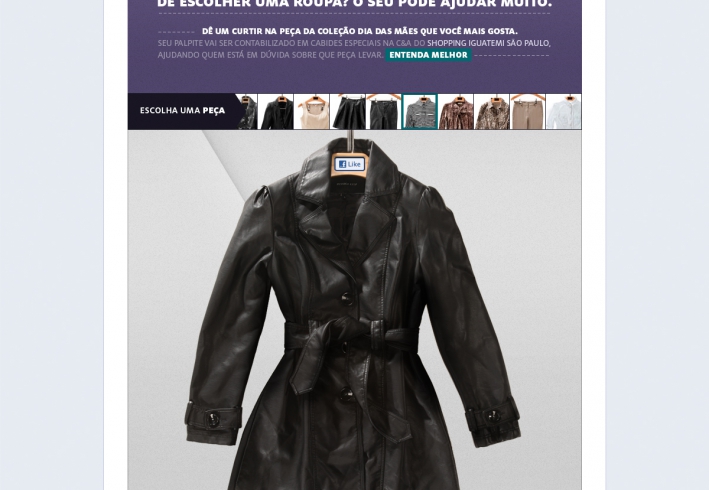 DE ESCOLHER UMA ROUPA? O SEU PODE AJUDAR MUITO.
DÊ UM CURTIR NA PEÇA DA COLEÇÃO DIA DAS MÃES QUE VOCÊ MAIS GOSTA.
SEU PALPITE VAI SER CONTABILIZADO EM CABIDES ESPECIAIS NA C&A DO SHOPPING IGUATEMI SÃO PAULO,
AJUDANDO QUEM ESTÁ EM DÚVIDA SOBRE QUE PEÇA LEVAR. ENTENDA MELHOR
ESCOLHA UMA PEÇA
Like